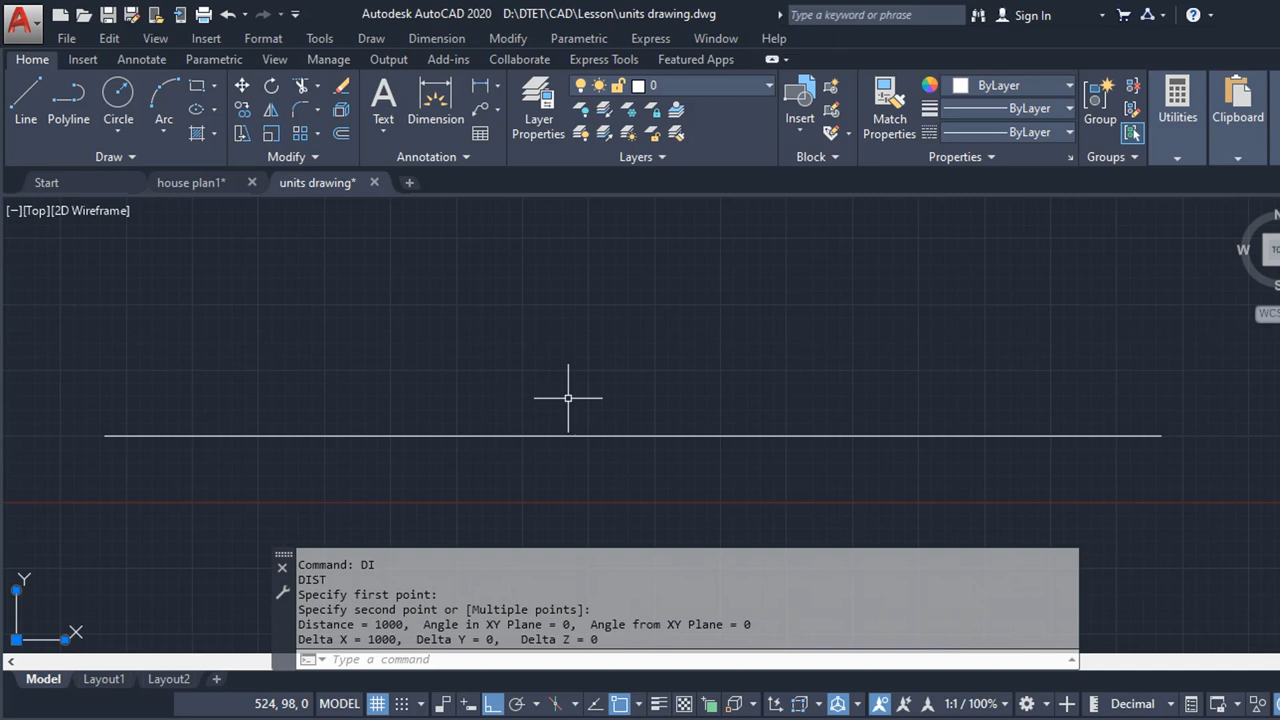 Autodesk AutoCAD 2020 D:\DTET\CAD\Lesson\units drawing.dwg Type a keyword or phrase Sign In
File Edit View Insert Format Tools Draw Dimension Modify Parametric Express Window Help
Home Insert Annotate Parametric View Manage Output Add-ins Collaborate Express Tools Featured Apps
0 ByLayer
Line Polyline Circle Arc Text Dimension Layer Properties Insert Match Properties ByLayer Group Utilities Clipboard
ByLayer
Draw Modify Annotation Layers Block Properties Groups
Start house plan1* units drawing*
[−][Top][2D Wireframe]
N
W
S
WCS
Command: DI
DIST
Specify first point:
Specify second point or [Multiple points]:
Distance = 1000, Angle in XY Plane = 0, Angle from XY Plane = 0
Delta X = 1000, Delta Y = 0, Delta Z = 0
Y
X
Type a command
Model Layout1 Layout2
524, 98, 0 MODEL 1:1 / 100% Decimal